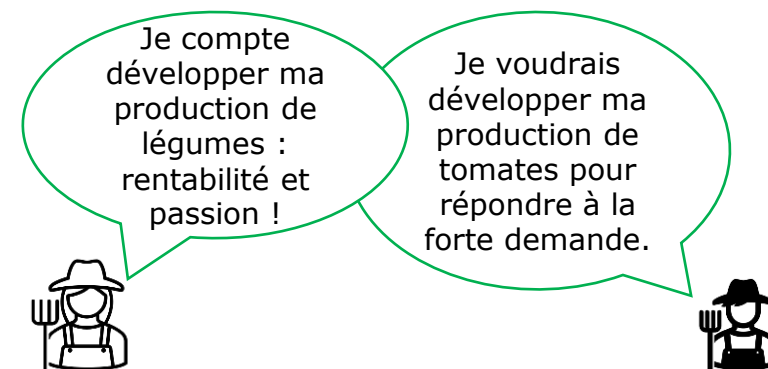 Je compte
développer ma
production de
légumes :
rentabilité et
passion !
Je voudrais
développer ma
production de
tomates pour
répondre à la
forte demande.